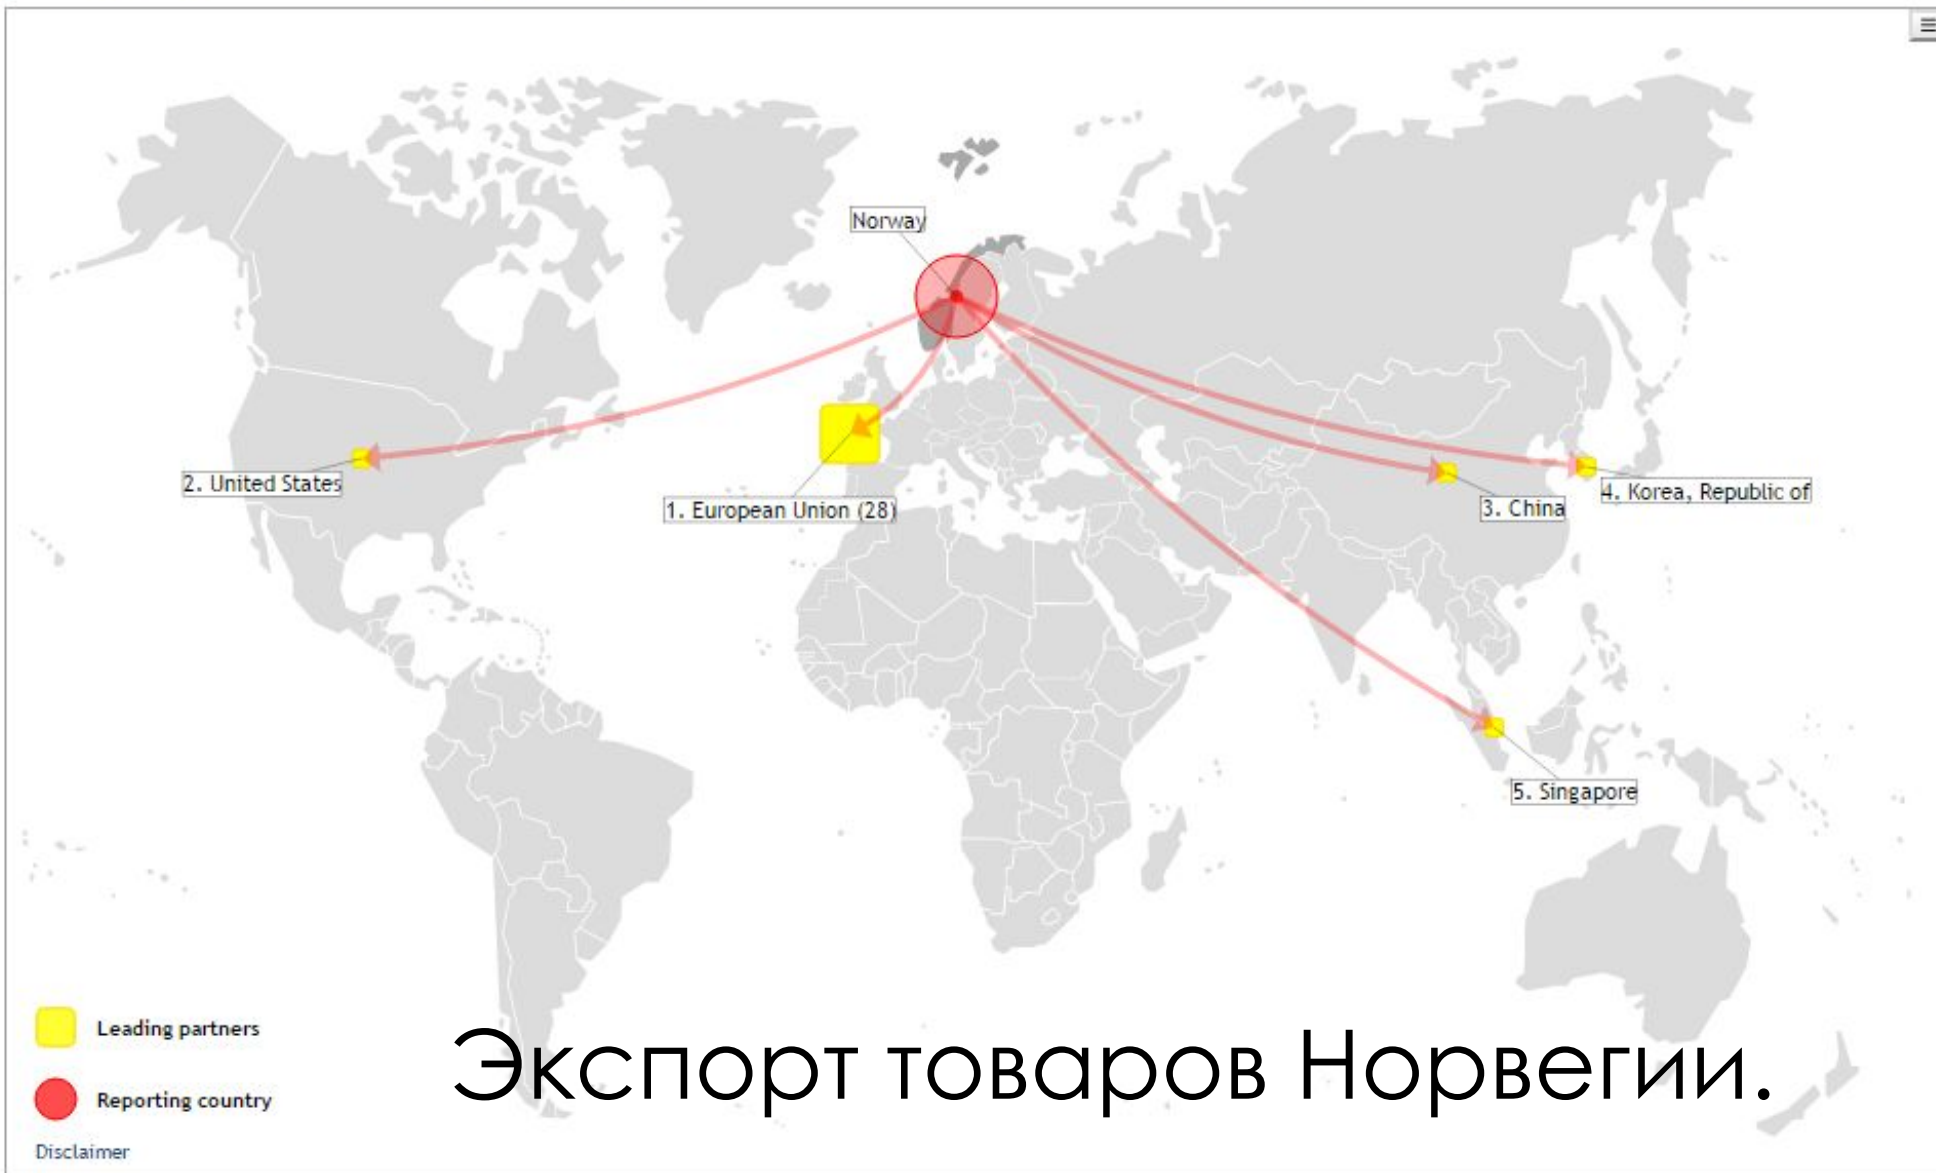 Norway
2. United States
1. European Union (28)
3. China
4. Korea, Republic of
5. Singapore
Leading partners
Reporting country
Disclaimer
Экспорт товаров Норвегии.